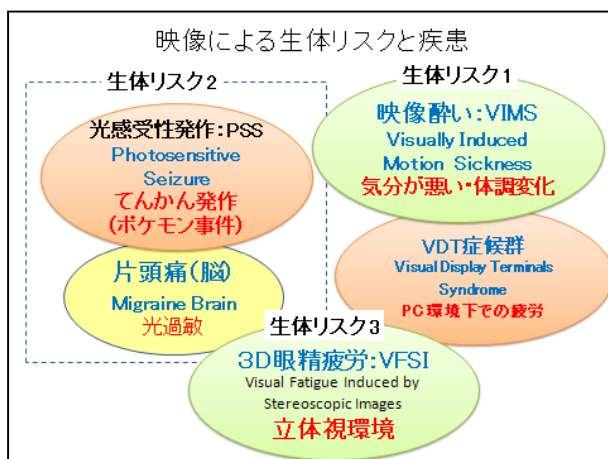 映像による生体リスクと疾患
生体リスク2
光感受性発作:PSS
Photosensitive
Seizure
てんかん発作
(ポケモン事件)
片頭痛(脳)
Migraine Brain
光過敏
生体リスク1
映像酔い:VIMS
Visually Induced
Motion Sickness
気分が悪い・体調変化
VDT症候群
Visual Display Terminals
Syndrome
PC環境下での疲労
生体リスク3
3D眼精疲労:VFSI
Visual Fatigue Induced by
Stereoscopic Images
立体視環境